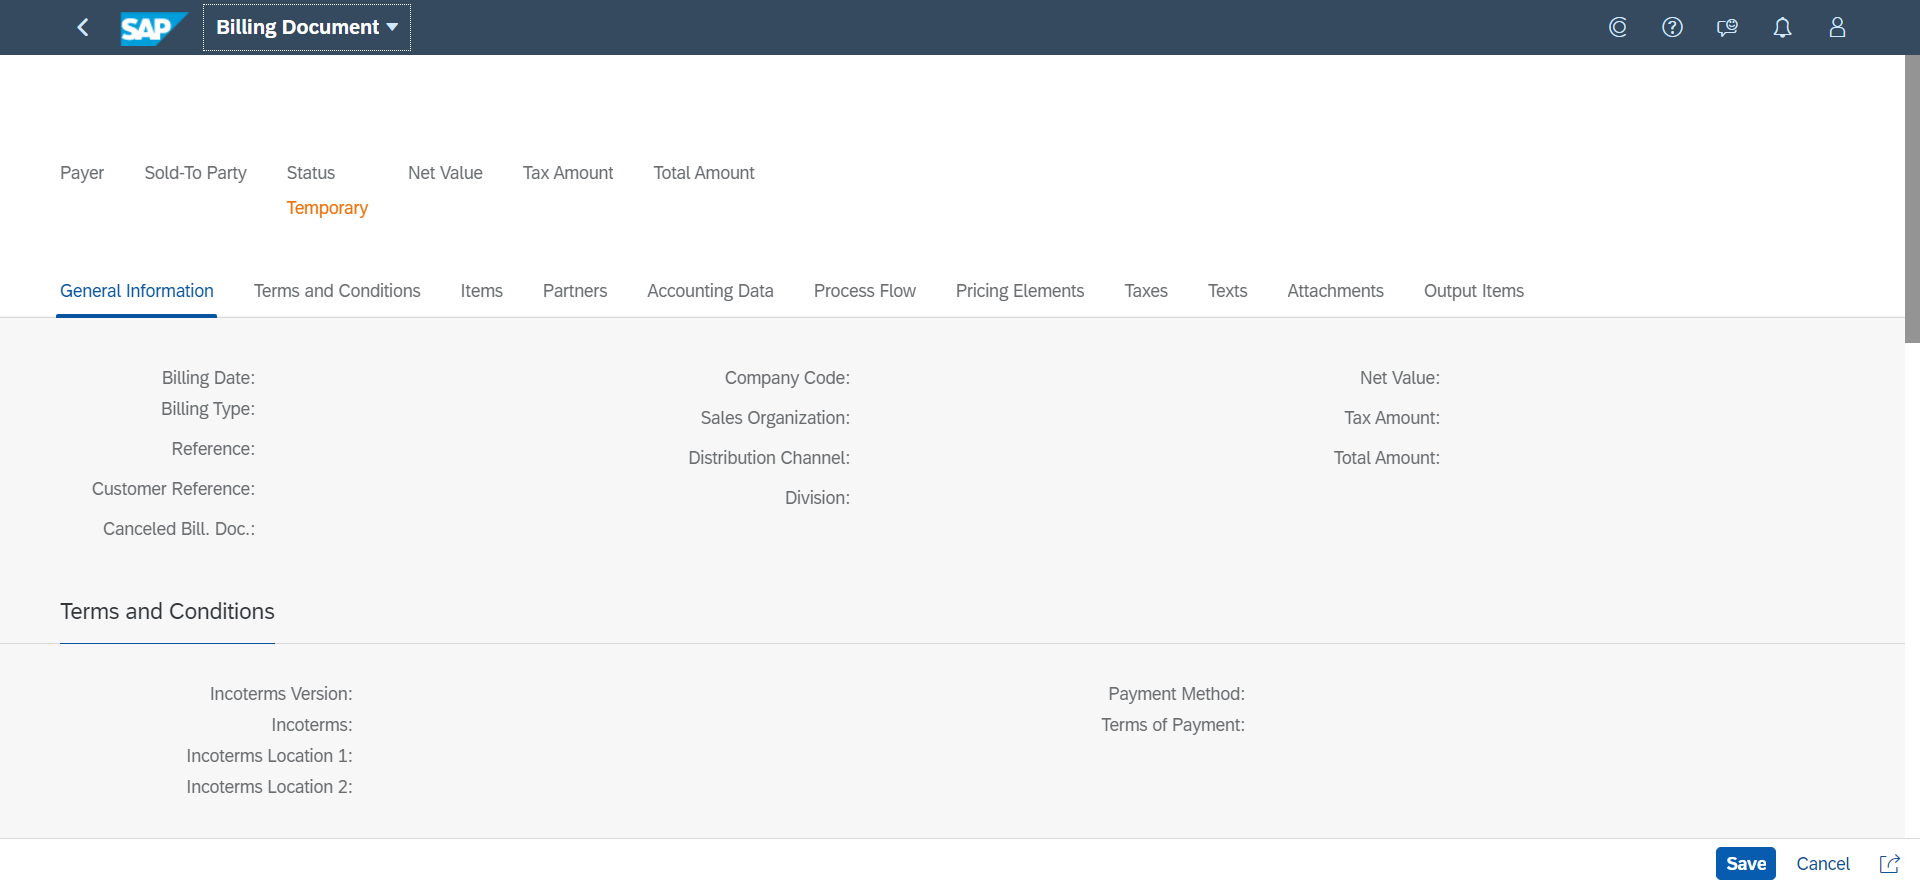 SAP Billing Document
Payer Sold-To Party Status Net Value Tax Amount Total Amount
Temporary
General Information Terms and Conditions Items Partners Accounting Data Process Flow Pricing Elements Taxes Texts Attachments Output Items
Billing Date:
Billing Type:
Reference:
Customer Reference:
Canceled Bill. Doc.:
Company Code:
Sales Organization:
Distribution Channel:
Division:
Net Value:
Tax Amount:
Total Amount:
Terms and Conditions
Incoterms Version:
Incoterms:
Incoterms Location 1:
Incoterms Location 2:
Payment Method:
Terms of Payment:
Save Cancel